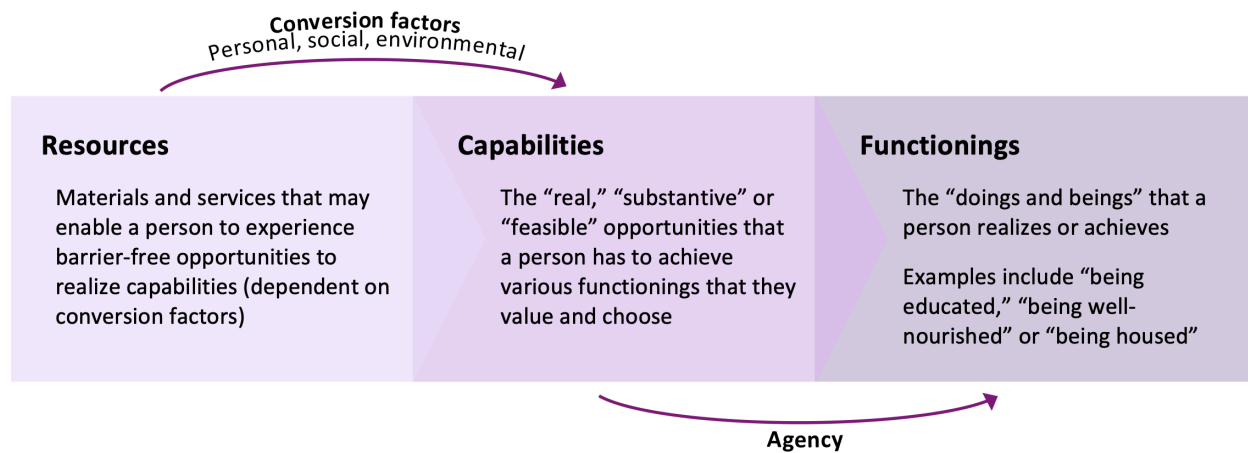 Conversion factors
Personal, social, environmental
Resources
Materials and services that may
enable a person to experience
barrier-free opportunities to
realize capabilities (dependent on
conversion factors)
Capabilities
The “real,” “substantive” or
“feasible” opportunities that
a person has to achieve
various functionings that they
value and choose
Functionings
The “doings and beings” that a
person realizes or achieves
Examples include “being
educated,” “being well-
nourished” or “being housed”
Agency